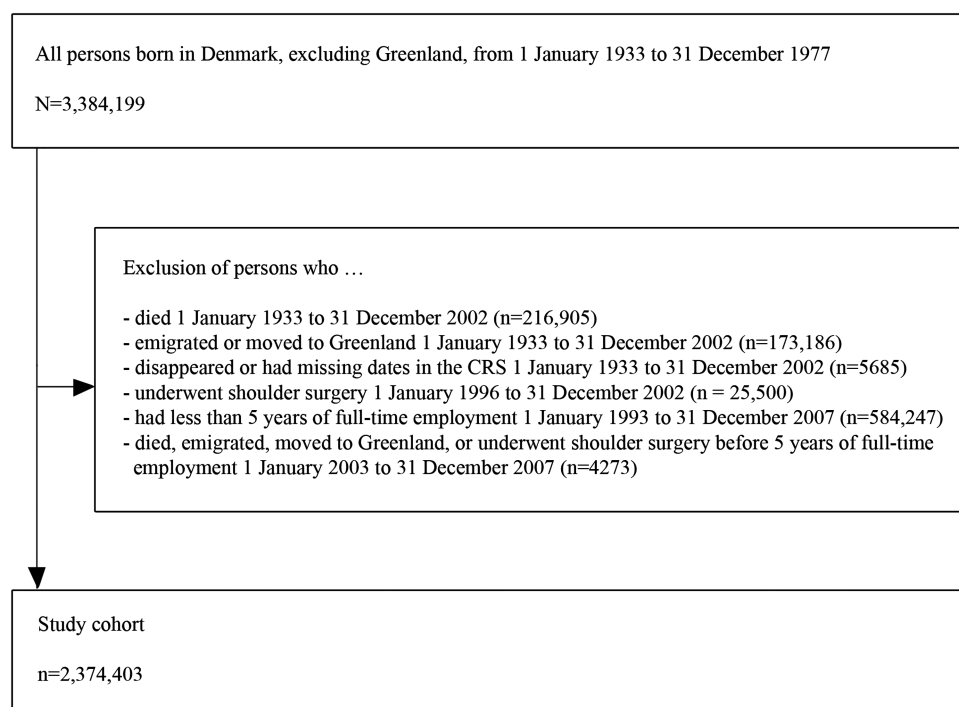 All persons born in Denmark, excluding Greenland, from 1 January 1933 to 31 December 1977
N=3,384,199
Exclusion of persons who …
- died 1 January 1933 to 31 December 2002 (n=216,905)
- emigrated or moved to Greenland 1 January 1933 to 31 December 2002 (n=173,186)
- disappeared or had missing dates in the CRS 1 January 1933 to 31 December 2002 (n=5685)
- underwent shoulder surgery 1 January 1996 to 31 December 2002 (n = 25,500)
- had less than 5 years of full-time employment 1 January 1993 to 31 December 2007 (n=584,247)
- died, emigrated, moved to Greenland, or underwent shoulder surgery before 5 years of full-time
employment 1 January 2003 to 31 December 2007 (n=4273)
Study cohort
n=2,374,403